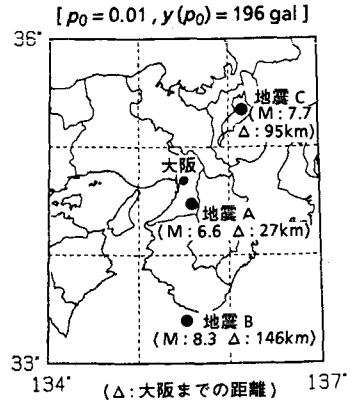 [ p₀ = 0.01 , y(p₀) = 196 gal ]
36°
地震 C
(M : 7.7
Δ : 95km)
大阪
地震 A
(M : 6.6 Δ : 27km)
地震 B
(M : 8.3 Δ : 146km)
33°
134°
137°
(Δ : 大阪までの距離)